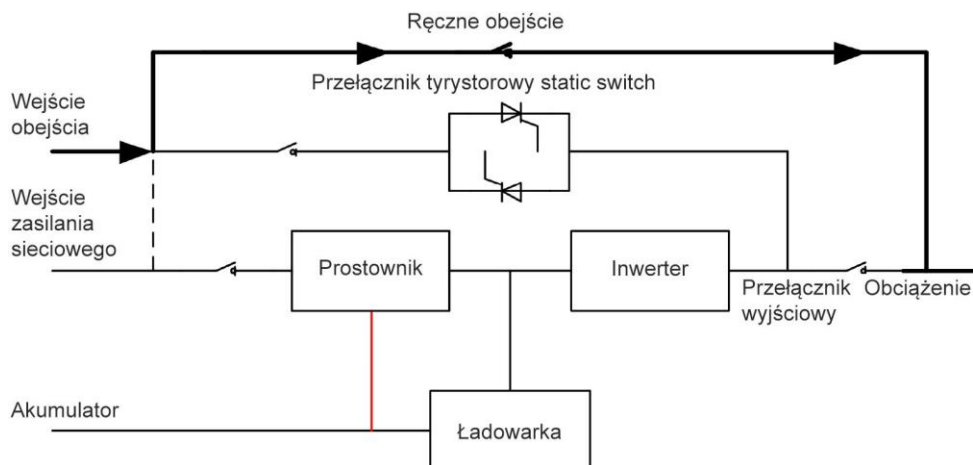 Ręczne obejście
Przełącznik tyrystorowy static switch
Wejście
obejścia
Wejście
zasilania
sieciowego
Prostownik
Inwerter
Przełącznik
wyjściowy
Obciążenie
Akumulator
Ładowarka